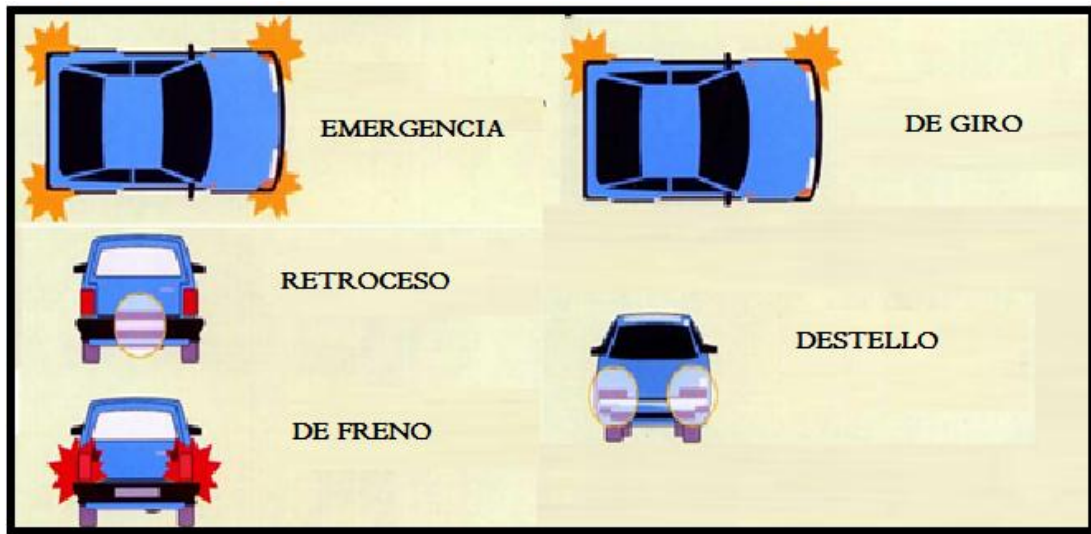 EMERGENCIA
DE GIRO
RETROCESO
DESTELLO
DE FRENO